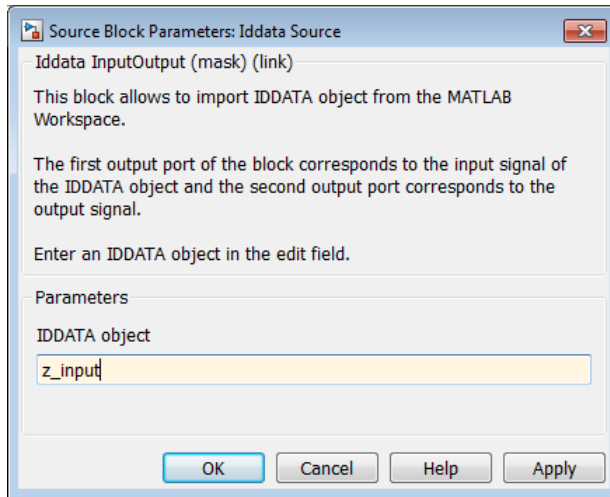 Source Block Parameters: Iddata Source
Iddata InputOutput (mask) (link)
This block allows to import IDDATA object from the MATLAB
Workspace.
The first output port of the block corresponds to the input signal of
the IDDATA object and the second output port corresponds to the
output signal.
Enter an IDDATA object in the edit field.
Parameters
IDDATA object
z_input
OK Cancel Help Apply